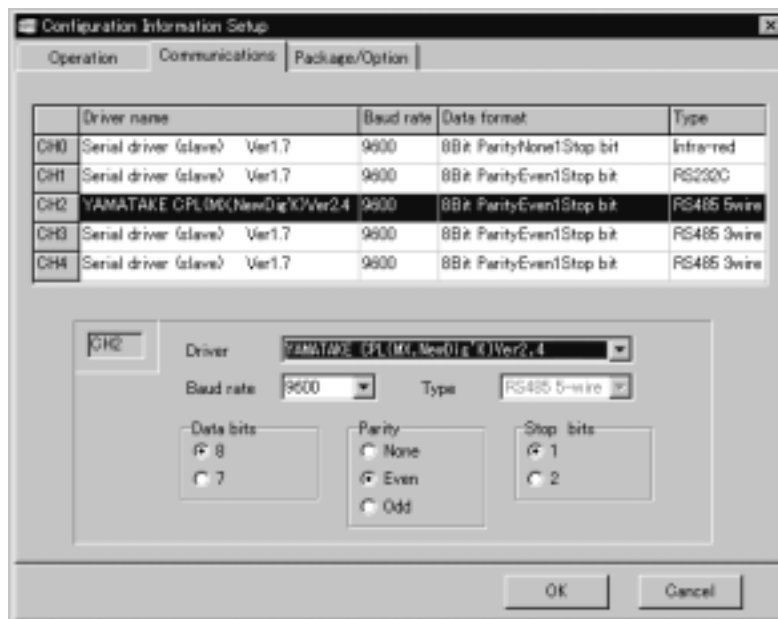 Configuration Information Setup
Operation Communications Package/Option
Driver name Baud rate Data format Type
CH0 Serial driver (slave) Ver1.7 9600 8Bit ParityNone1Stop bit Infra-red
CH1 Serial driver (slave) Ver1.7 9600 8Bit ParityEven1Stop bit RS232C
CH2 YAMATAKE CPL(MX,NewDig'K)Ver2.4 9600 8Bit ParityEven1Stop bit RS485 5wire
CH3 Serial driver (slave) Ver1.7 9600 8Bit ParityEven1Stop bit RS485 3wire
CH4 Serial driver (slave) Ver1.7 9600 8Bit ParityEven1Stop bit RS485 3wire
CH2 Driver YAMATAKE CPL(MX,NewDig'K)Ver2.4
Baud rate 9600 Type RS485 5-wire
Data bits Parity Stop bits
8 None 1
7 Even 2
Odd
OK Cancel